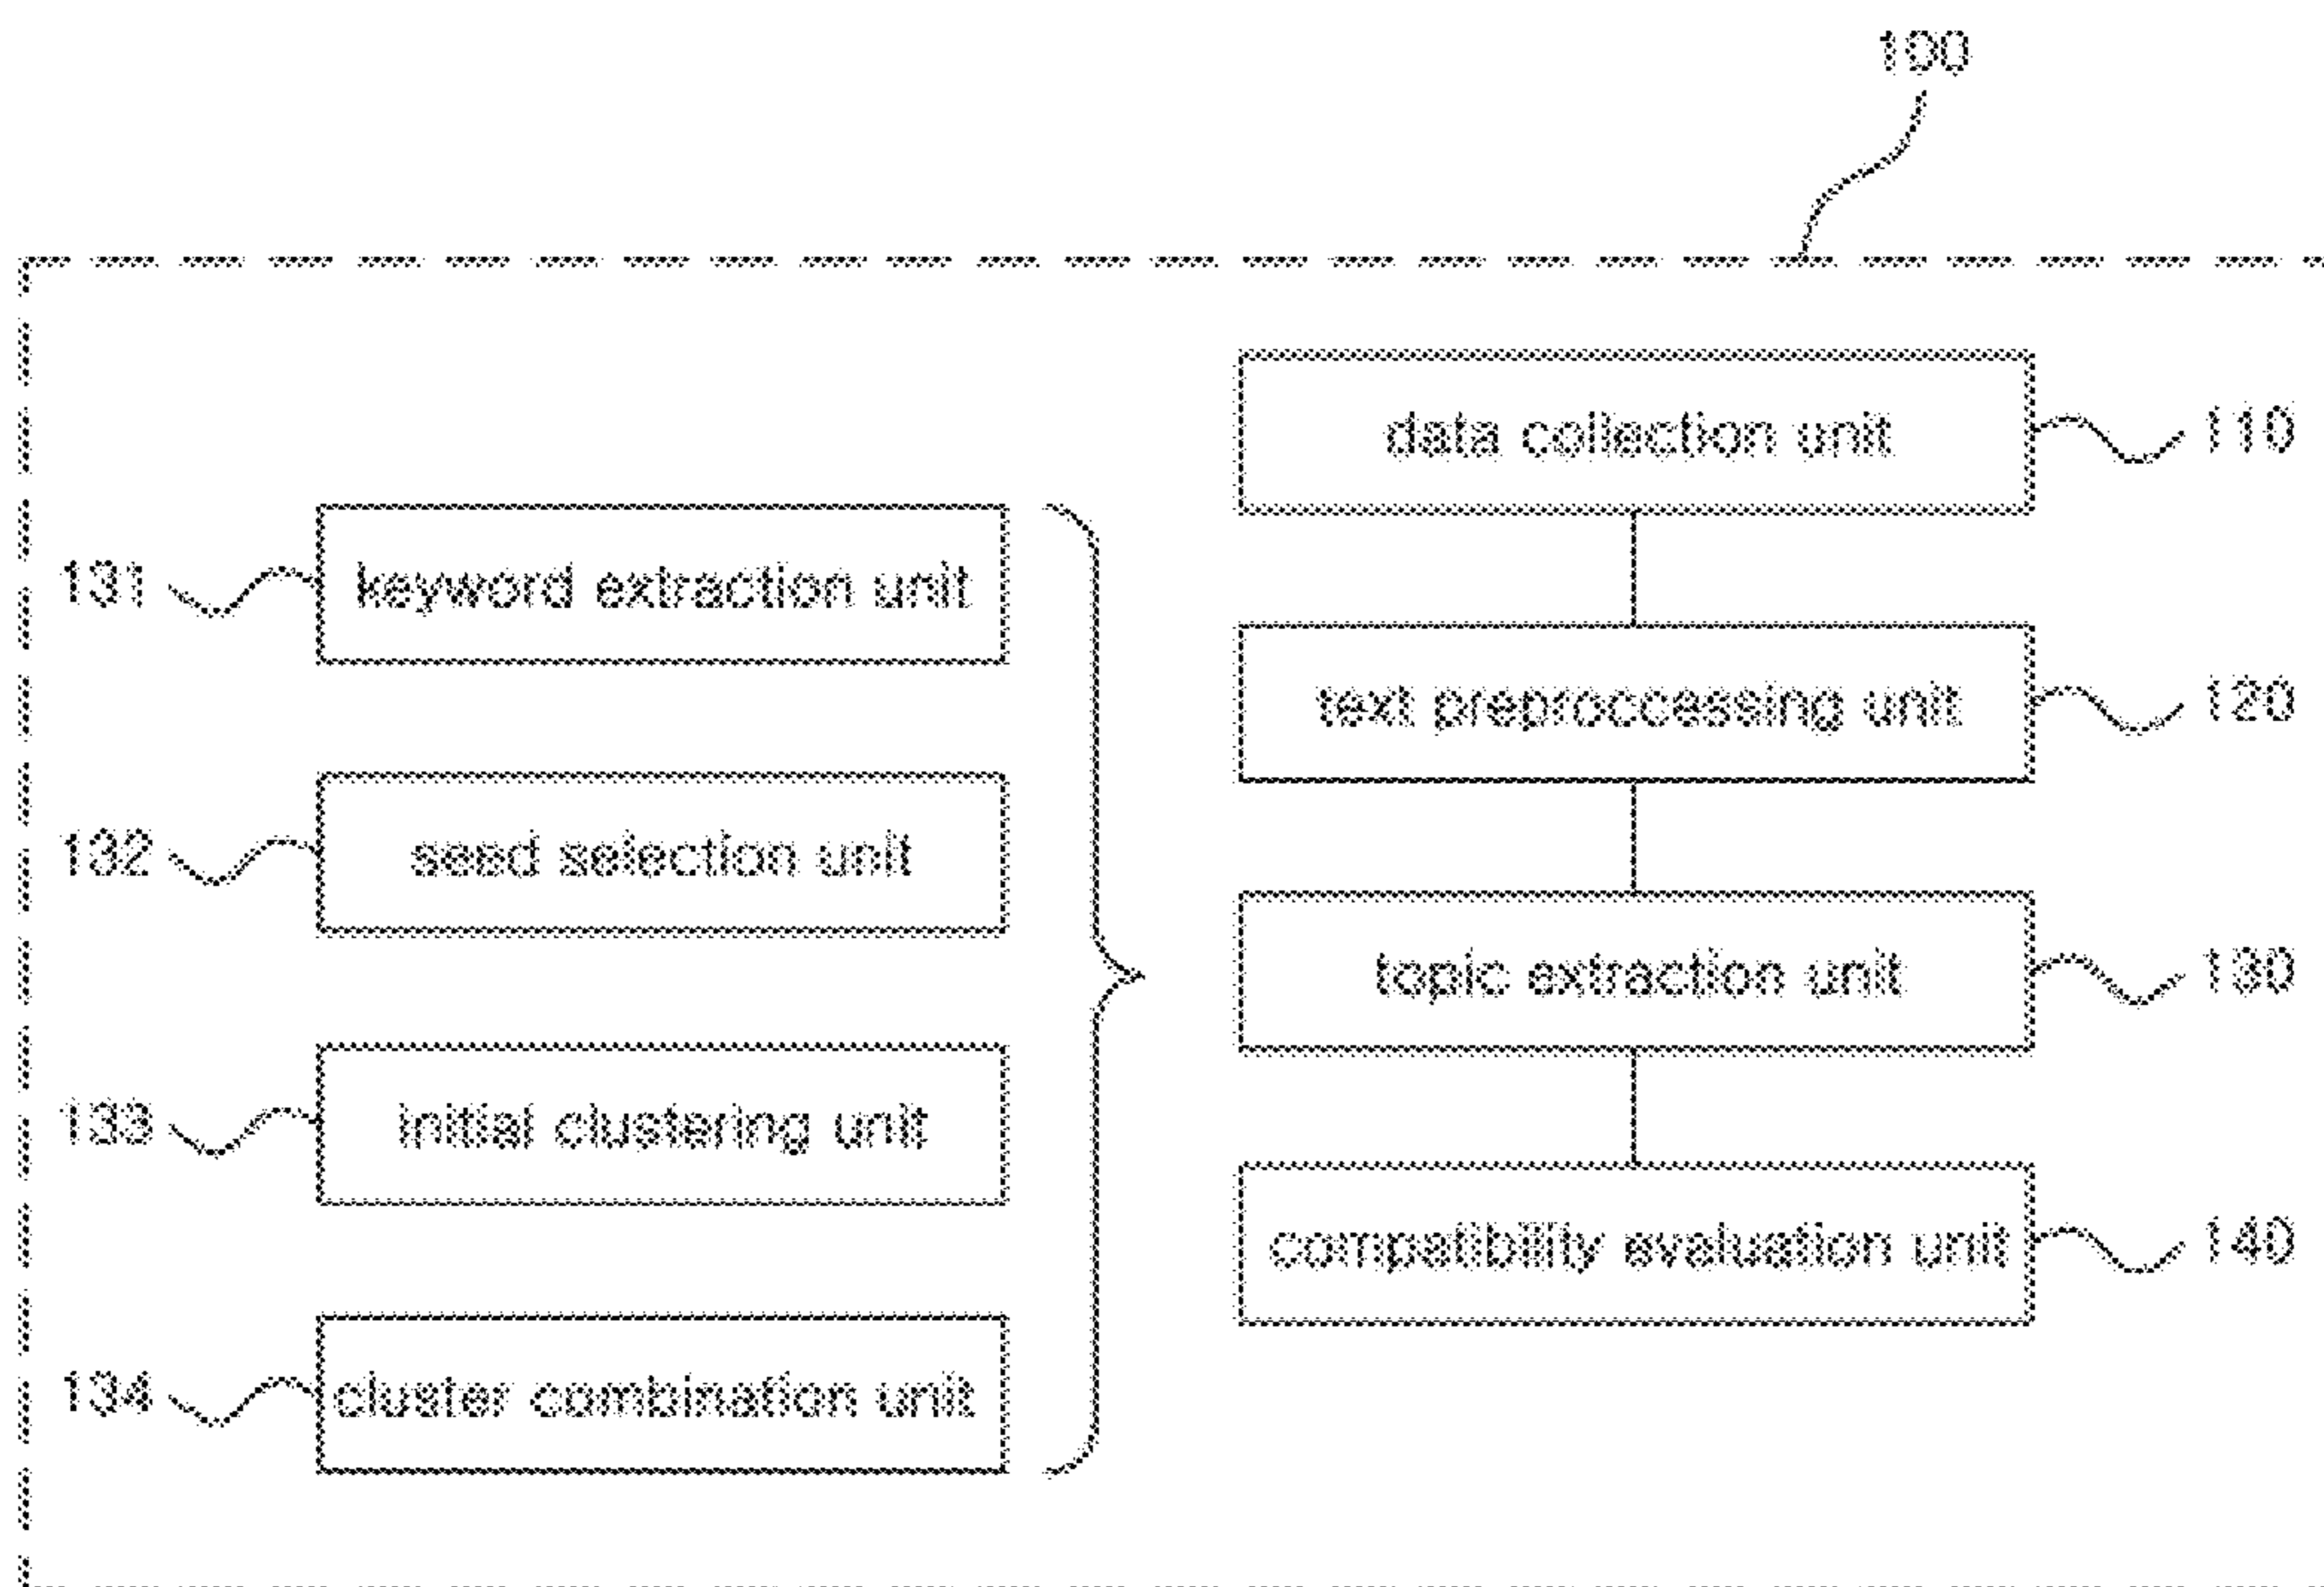 100
data collection unit 110
131 keyword extraction unit
text preproccessing unit 120
132 seed selection unit
topic extraction unit 130
133 initial clustering unit
compatibility evaluation unit 140
134 cluster combination unit